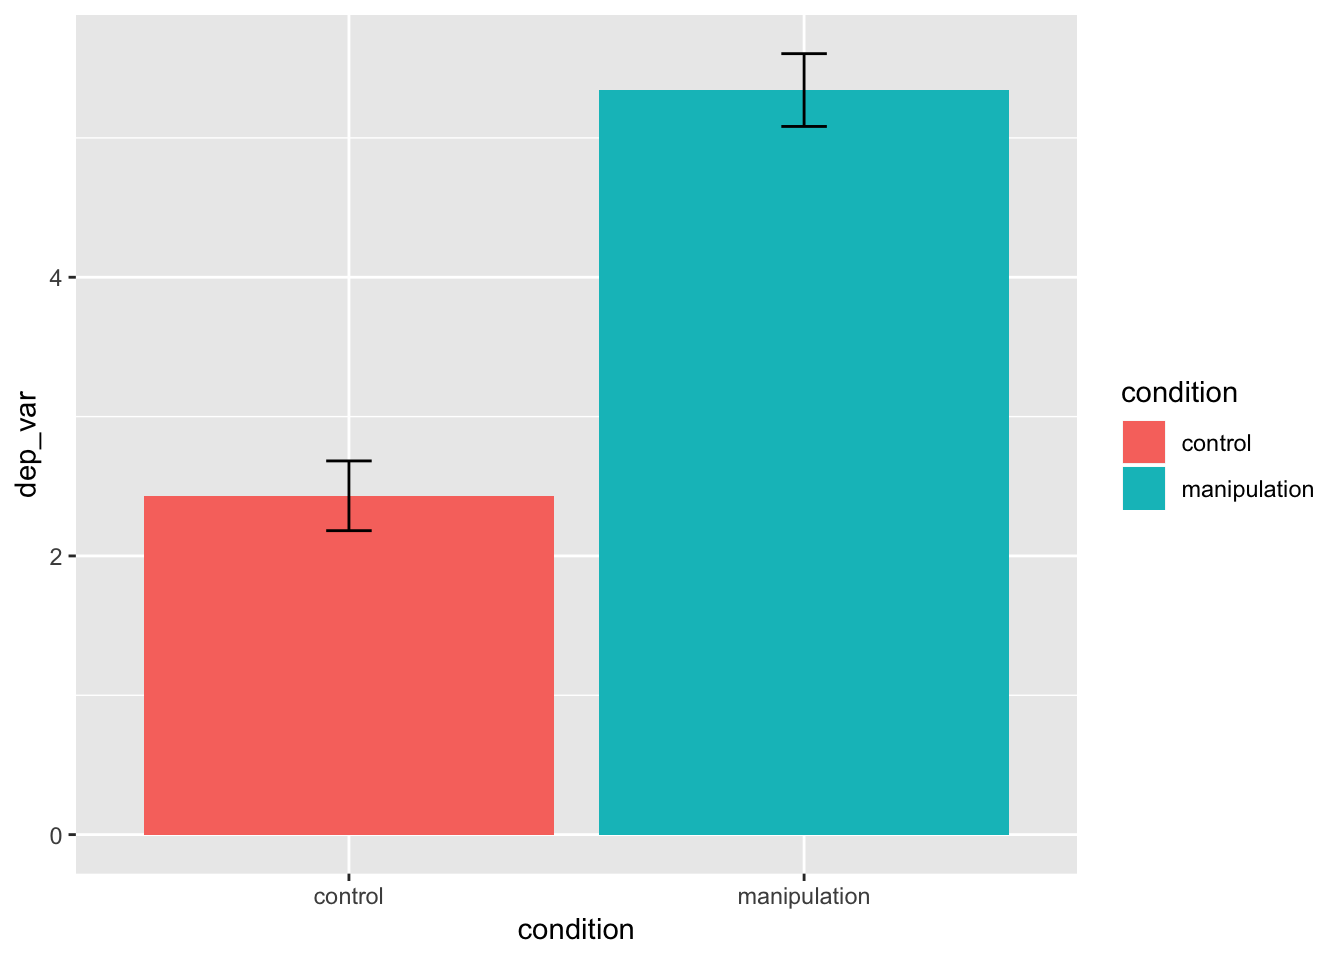 dep_var
4
2
0
control
manipulation
condition
condition
control
manipulation